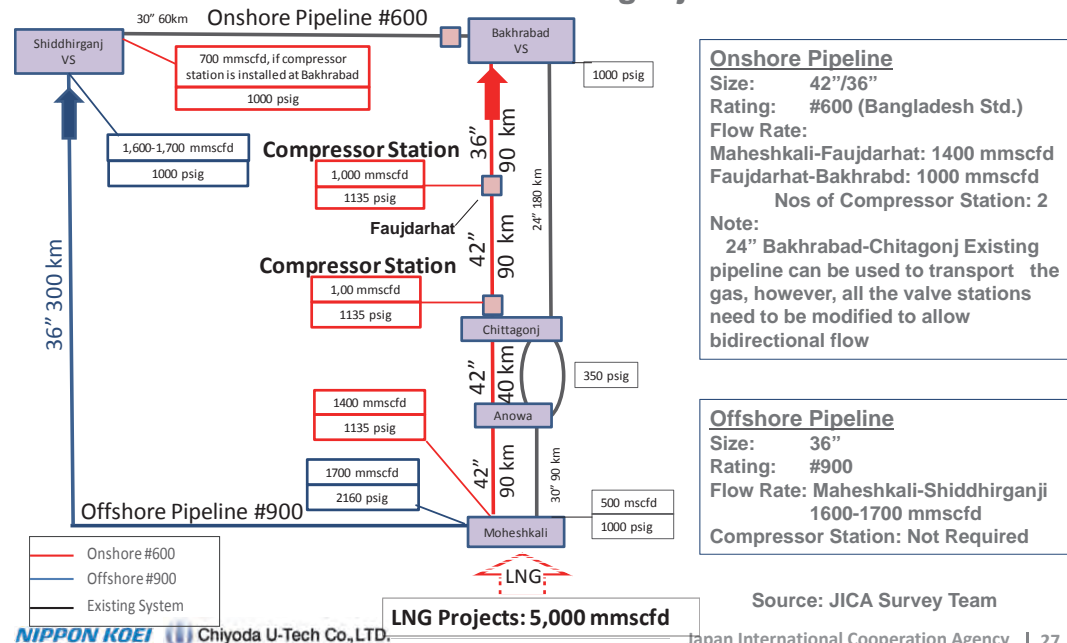 30” 60km
Onshore Pipeline #600
Shiddhirganj
VS
Bakhrabad
VS
700 mmscfd, if compressor
station is installed at Bakhrabad
1000 psig
1000 psig
1,600-1,700 mmscfd
1000 psig
Compressor Station
1,000 mmscfd
1135 psig
Faujdarhat
36”
90 km
24” 180 km
Compressor Station
1,00 mmscfd
1135 psig
42”
90 km
Chittagonj
36” 300 km
42”
40 km
350 psig
1400 mmscfd
1135 psig
Anowa
1700 mmscfd
2160 psig
42”
90 km
30” 90 km
500 mscfd
1000 psig
Offshore Pipeline #900
Moheshkali
Onshore #600
Offshore #900
Existing System
LNG
LNG Projects: 5,000 mmscfd
Onshore Pipeline
Size: 42”/36”
Rating: #600 (Bangladesh Std.)
Flow Rate:
Maheshkali-Faujdarhat: 1400 mmscfd
Faujdarhat-Bakhrabd: 1000 mmscfd
Nos of Compressor Station: 2
Note:
24” Bakhrabad-Chitagonj Existing
pipeline can be used to transport the
gas, however, all the valve stations
need to be modified to allow
bidirectional flow
Offshore Pipeline
Size: 36”
Rating: #900
Flow Rate: Maheshkali-Shiddhirganji
1600-1700 mmscfd
Compressor Station: Not Required
Source: JICA Survey Team
NIPPON KOEI Chiyoda U-Tech Co.,LTD.
Japan International Cooperation Agency | 27